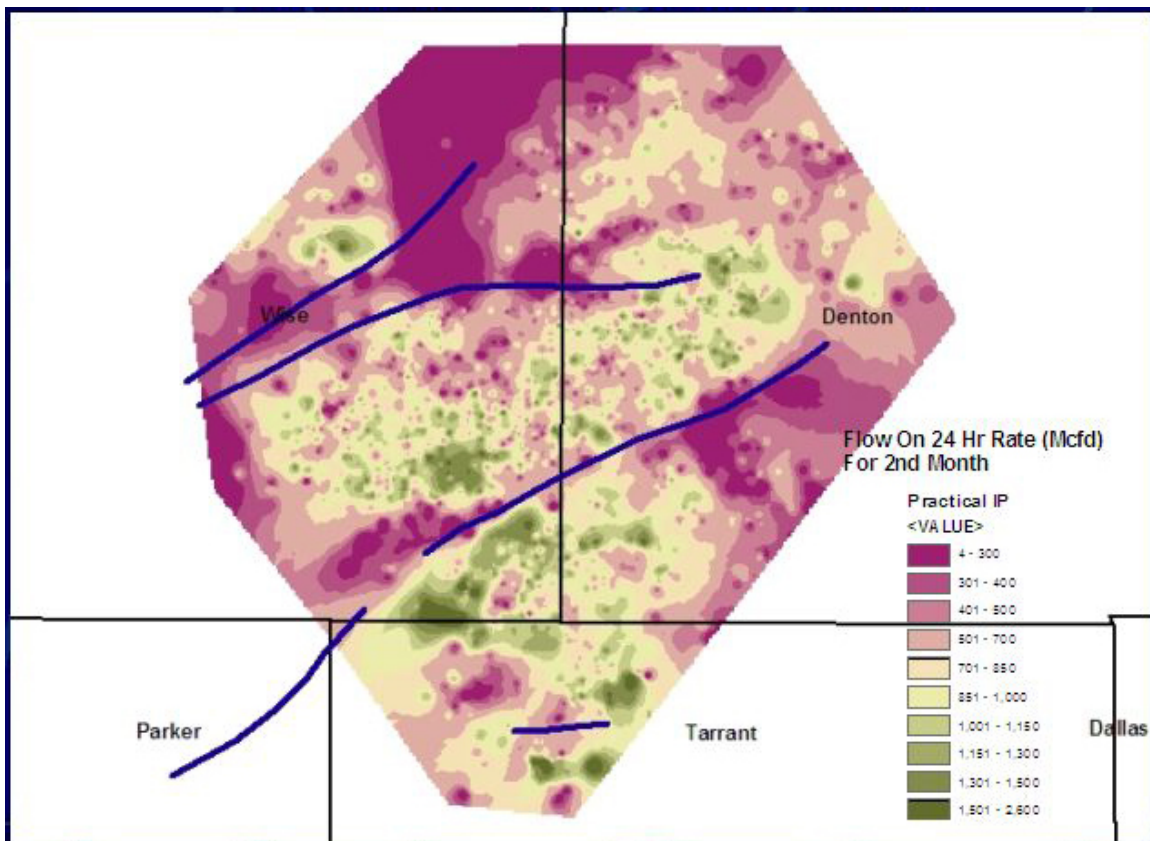 Wise
Denton
Flow On 24 Hr Rate (Mcfd)
For 2nd Month
Practical IP
<VALUE>
4 - 300
301 - 400
401 - 500
501 - 700
701 - 850
851 - 1,000
1,001 - 1,150
1,151 - 1,300
1,301 - 1,500
1,501 - 2,600
Parker
Tarrant
Dallas